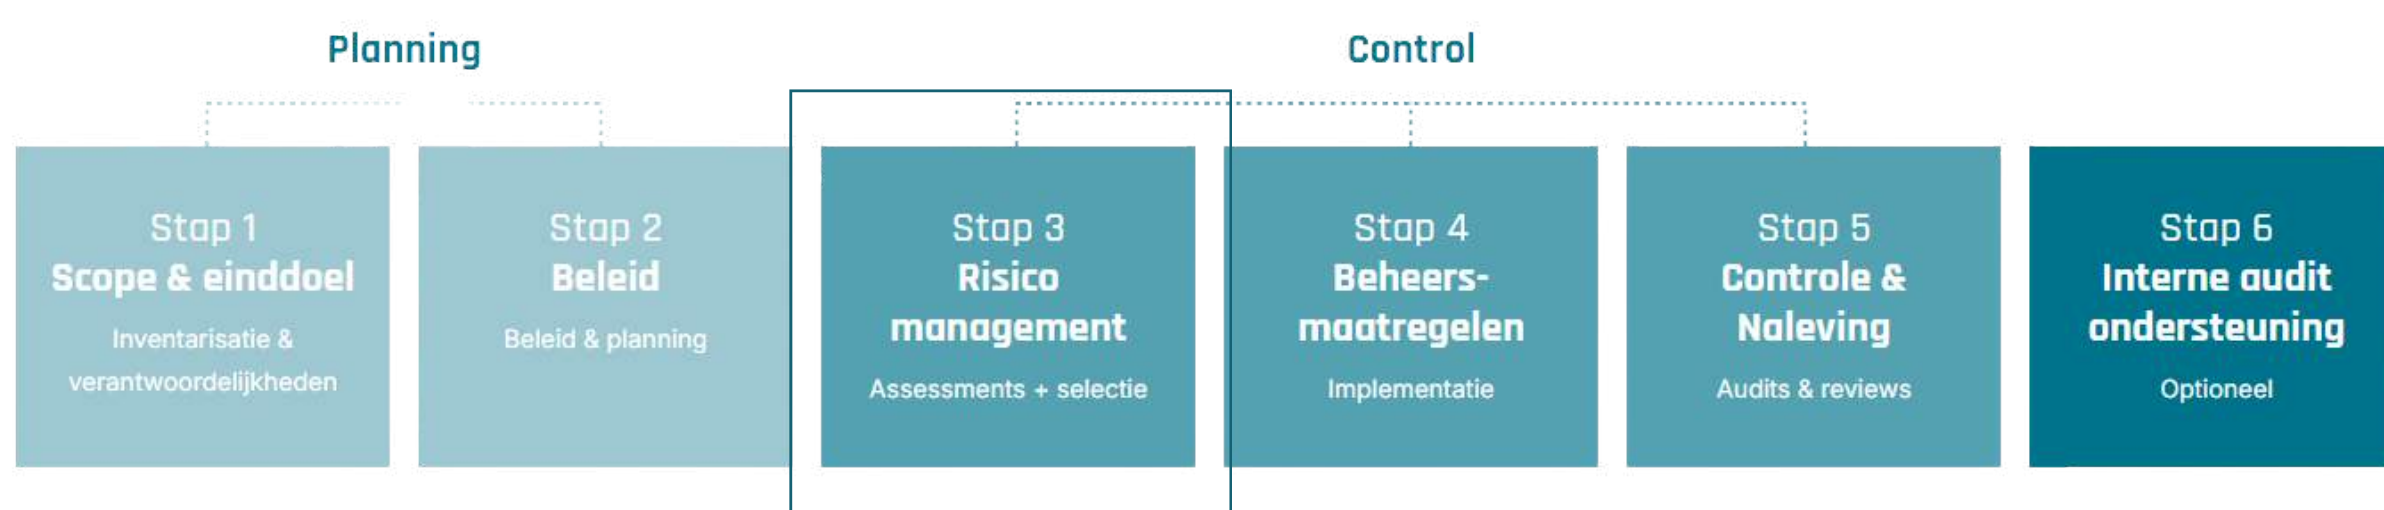 Planning
Control
Stap 1
Scope & einddoel
Inventarisatie &
verantwoordelijkheden
Stap 2
Beleid
Beleid & planning
Stap 3
Risico
management
Assessments + selectie
Stap 4
Beheers-
maatregelen
Implementatie
Stap 5
Controle &
Naleving
Audits & reviews
Stap 6
Interne audit
ondersteuning
Optioneel